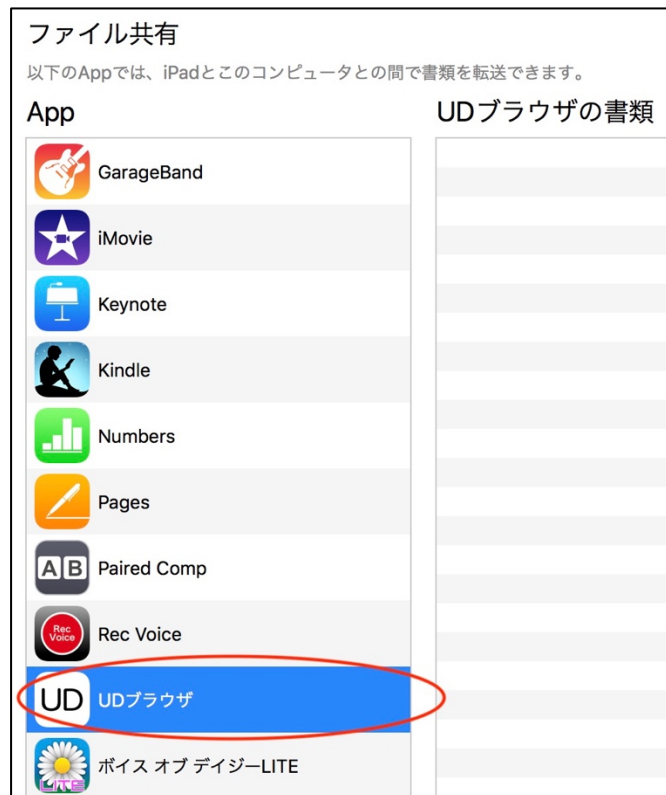 ファイル共有
以下のAppでは、iPadとこのコンピュータとの間で書類を転送できます。
App
UDブラウザの書類
GarageBand
iMovie
Keynote
Kindle
Numbers
Pages
A B Paired Comp
Rec Voice Rec Voice
UD UDブラウザ
LITE ボイス オブ デイジーLITE